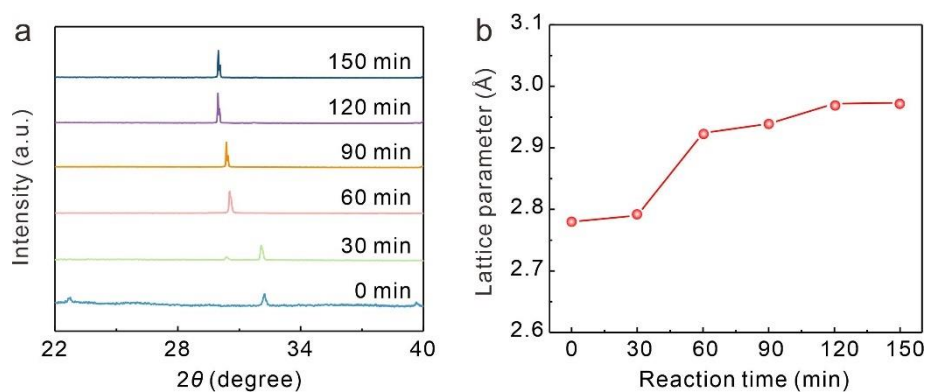 a
150 min
120 min
90 min
60 min
30 min
0 min
Intensity (a.u.)
22 28 34 40
2θ (degree)
b
3.1
3.0
2.9
2.8
2.7
2.6
Lattice parameter (Å)
0 30 60 90 120 150
Reaction time (min)